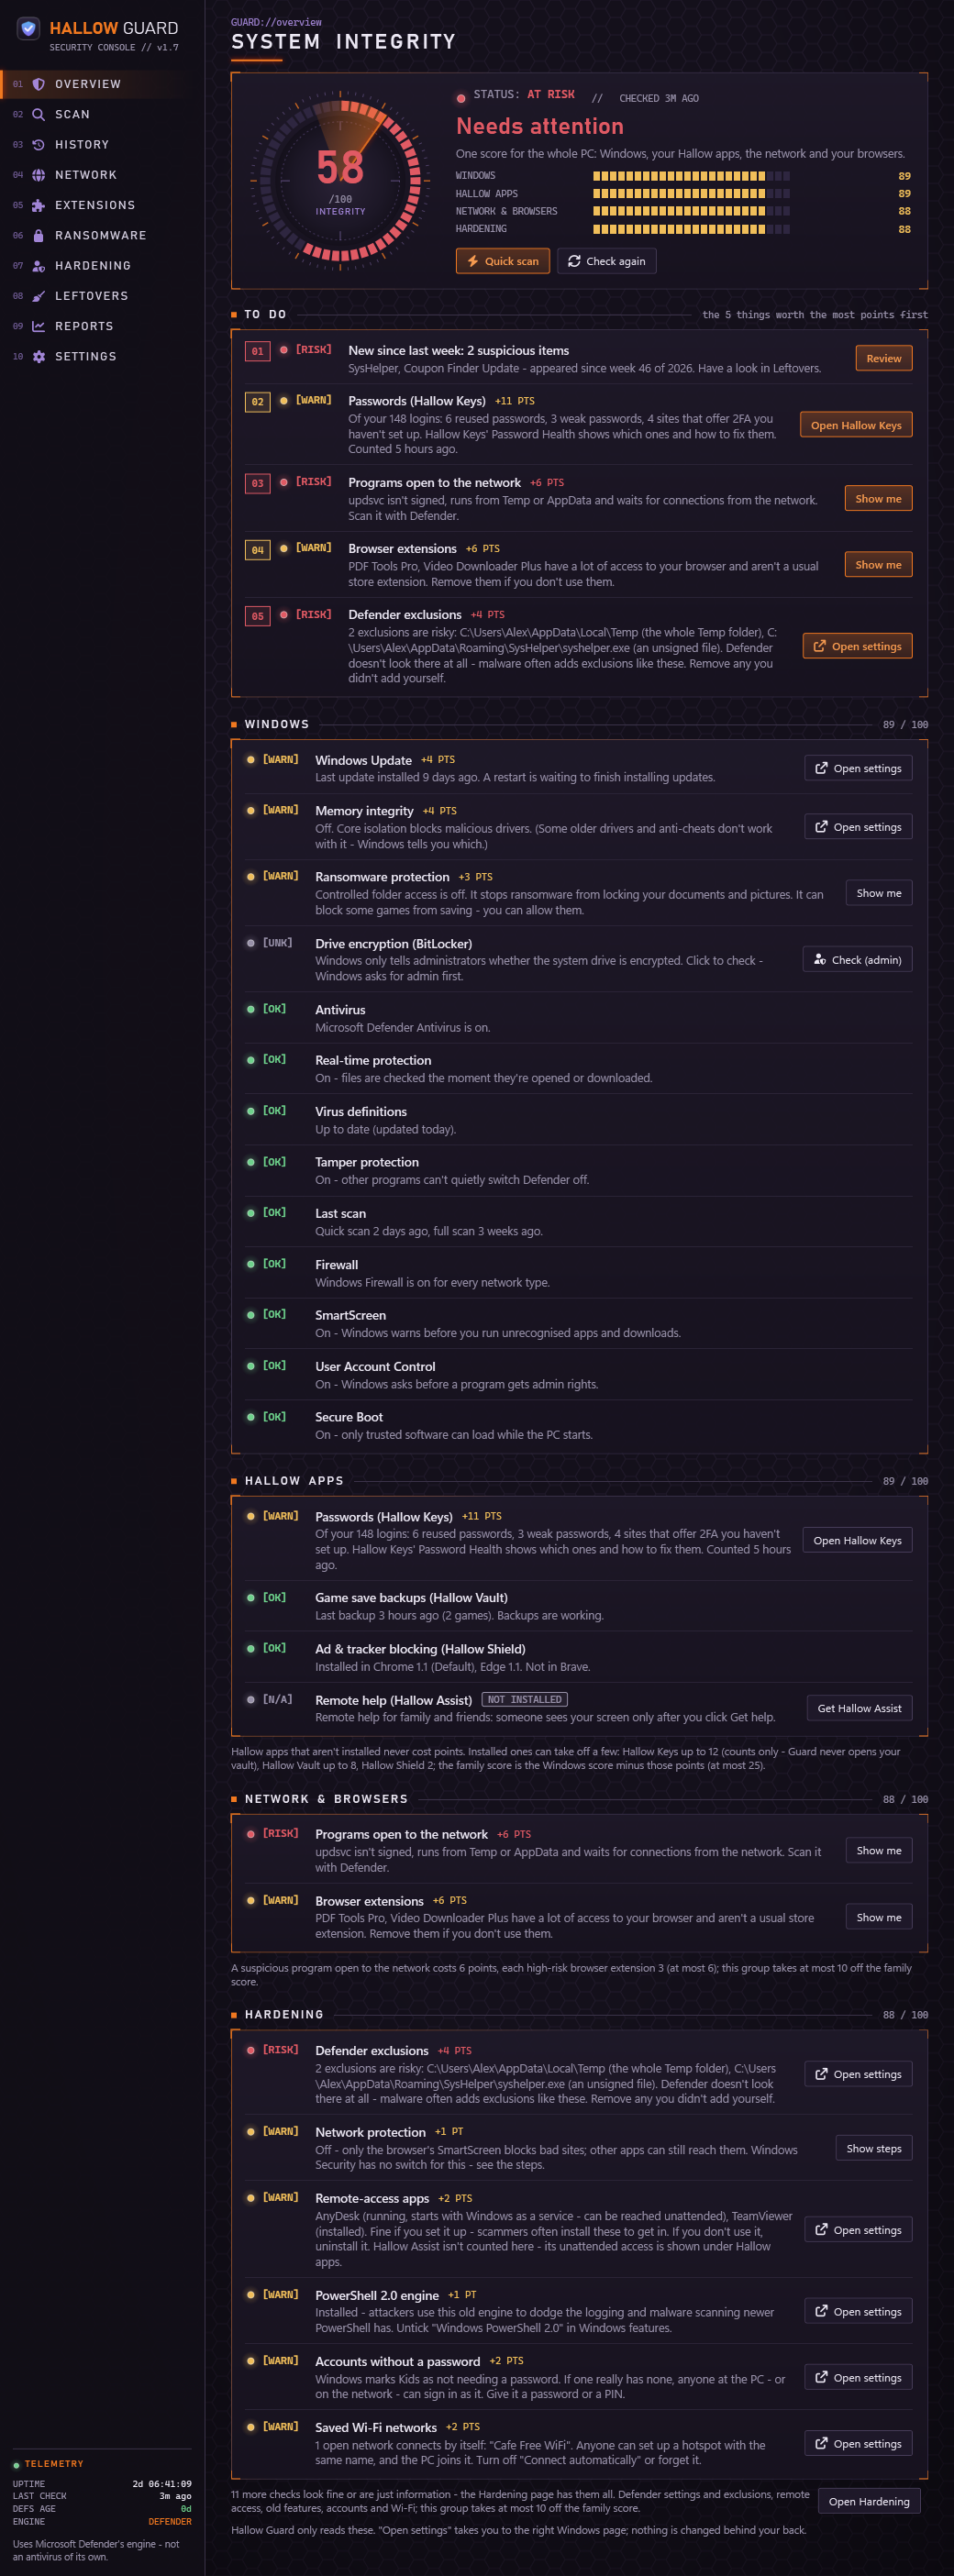 HALLOW GUARD
SECURITY CONSOLE // v1.7
01 OVERVIEW
02 SCAN
03 HISTORY
04 NETWORK
05 EXTENSIONS
06 RANSOMWARE
07 HARDENING
08 LEFTOVERS
09 REPORTS
10 SETTINGS
GUARD://overview
SYSTEM INTEGRITY
58
/100
INTEGRITY
STATUS: AT RISK // CHECKED 3M AGO
Needs attention
One score for the whole PC: Windows, your Hallow apps, the network and your browsers.
WINDOWS 89
HALLOW APPS 89
NETWORK & BROWSERS 88
HARDENING 88
Quick scan
Check again
TO DO
the 5 things worth the most points first
01 [RISK] New since last week: 2 suspicious items
SysHelper, Coupon Finder Update - appeared since week 46 of 2026. Have a look in Leftovers.
Review
02 [WARN] Passwords (Hallow Keys) +11 PTS
Of your 148 logins: 6 reused passwords, 3 weak passwords, 4 sites that offer 2FA you
haven't set up. Hallow Keys' Password Health shows which ones and how to fix them.
Counted 5 hours ago.
Open Hallow Keys
03 [RISK] Programs open to the network +6 PTS
updsvc isn't signed, runs from Temp or AppData and waits for connections from the network.
Scan it with Defender.
Show me
04 [WARN] Browser extensions +6 PTS
PDF Tools Pro, Video Downloader Plus have a lot of access to your browser and aren't a usual
store extension. Remove them if you don't use them.
Show me
05 [RISK] Defender exclusions +4 PTS
2 exclusions are risky: C:\Users\Alex\AppData\Local\Temp (the whole Temp folder), C:
\Users\Alex\AppData\Roaming\SysHelper\syshelper.exe (an unsigned file). Defender
doesn't look there at all - malware often adds exclusions like these. Remove any you
didn't add yourself.
Open settings
WINDOWS
89 / 100
[WARN] Windows Update +4 PTS
Last update installed 9 days ago. A restart is waiting to finish installing updates.
Open settings
[WARN] Memory integrity +4 PTS
Off. Core isolation blocks malicious drivers. (Some older drivers and anti-cheats don't work
with it - Windows tells you which.)
Open settings
[WARN] Ransomware protection +3 PTS
Controlled folder access is off. It stops ransomware from locking your documents and pictures. It can
block some games from saving - you can allow them.
Show me
[UNK] Drive encryption (BitLocker)
Windows only tells administrators whether the system drive is encrypted. Click to check -
Windows asks for admin first.
Check (admin)
[OK] Antivirus
Microsoft Defender Antivirus is on.
[OK] Real-time protection
On - files are checked the moment they're opened or downloaded.
[OK] Virus definitions
Up to date (updated today).
[OK] Tamper protection
On - other programs can't quietly switch Defender off.
[OK] Last scan
Quick scan 2 days ago, full scan 3 weeks ago.
[OK] Firewall
Windows Firewall is on for every network type.
[OK] SmartScreen
On - Windows warns before you run unrecognised apps and downloads.
[OK] User Account Control
On - Windows asks before a program gets admin rights.
[OK] Secure Boot
On - only trusted software can load while the PC starts.
HALLOW APPS
89 / 100
[WARN] Passwords (Hallow Keys) +11 PTS
Of your 148 logins: 6 reused passwords, 3 weak passwords, 4 sites that offer 2FA you haven't
set up. Hallow Keys' Password Health shows which ones and how to fix them. Counted 5 hours
ago.
Open Hallow Keys
[OK] Game save backups (Hallow Vault)
Last backup 3 hours ago (2 games). Backups are working.
[OK] Ad & tracker blocking (Hallow Shield)
Installed in Chrome 1.1 (Default), Edge 1.1. Not in Brave.
[N/A] Remote help (Hallow Assist) NOT INSTALLED
Remote help for family and friends: someone sees your screen only after you click Get help.
Get Hallow Assist
Hallow apps that aren't installed never cost points. Installed ones can take off a few: Hallow Keys up to 12 (counts only - Guard never opens your
vault), Hallow Vault up to 8, Hallow Shield 2; the family score is the Windows score minus those points (at most 25).
NETWORK & BROWSERS
88 / 100
[RISK] Programs open to the network +6 PTS
updsvc isn't signed, runs from Temp or AppData and waits for connections from the network. Scan it
with Defender.
Show me
[WARN] Browser extensions +6 PTS
PDF Tools Pro, Video Downloader Plus have a lot of access to your browser and aren't a usual store
extension. Remove them if you don't use them.
Show me
A suspicious program open to the network costs 6 points, each high-risk browser extension 3 (at most 6); this group takes at most 10 off the family
score.
HARDENING
88 / 100
[RISK] Defender exclusions +4 PTS
2 exclusions are risky: C:\Users\Alex\AppData\Local\Temp (the whole Temp folder), C:\Users
\Alex\AppData\Roaming\SysHelper\syshelper.exe (an unsigned file). Defender doesn't look
there at all - malware often adds exclusions like these. Remove any you didn't add yourself.
Open settings
[WARN] Network protection +1 PT
Off - only the browser's SmartScreen blocks bad sites; other apps can still reach them. Windows
Security has no switch for this - see the steps.
Show steps
[WARN] Remote-access apps +2 PTS
AnyDesk (running, starts with Windows as a service - can be reached unattended), TeamViewer
(installed). Fine if you set it up - scammers often install these to get in. If you don't use it,
uninstall it. Hallow Assist isn't counted here - its unattended access is shown under Hallow
apps.
Open settings
[WARN] PowerShell 2.0 engine +1 PT
Installed - attackers use this old engine to dodge the logging and malware scanning newer
PowerShell has. Untick "Windows PowerShell 2.0" in Windows features.
Open settings
[WARN] Accounts without a password +2 PTS
Windows marks Kids as not needing a password. If one really has none, anyone at the PC - or
on the network - can sign in as it. Give it a password or a PIN.
Open settings
[WARN] Saved Wi-Fi networks +2 PTS
1 open network connects by itself: "Cafe Free WiFi". Anyone can set up a hotspot with the
same name, and the PC joins it. Turn off "Connect automatically" or forget it.
Open settings
11 more checks look fine or are just information - the Hardening page has them all. Defender settings and exclusions, remote
access, old features, accounts and Wi-Fi; this group takes at most 10 off the family score.
Open Hardening
Hallow Guard only reads these. "Open settings" takes you to the right Windows page; nothing is changed behind your back.
TELEMETRY
UPTIME 2d 06:41:09
LAST CHECK 3m ago
DEFS AGE 0d
ENGINE DEFENDER
Uses Microsoft Defender's engine - not
an antivirus of its own.